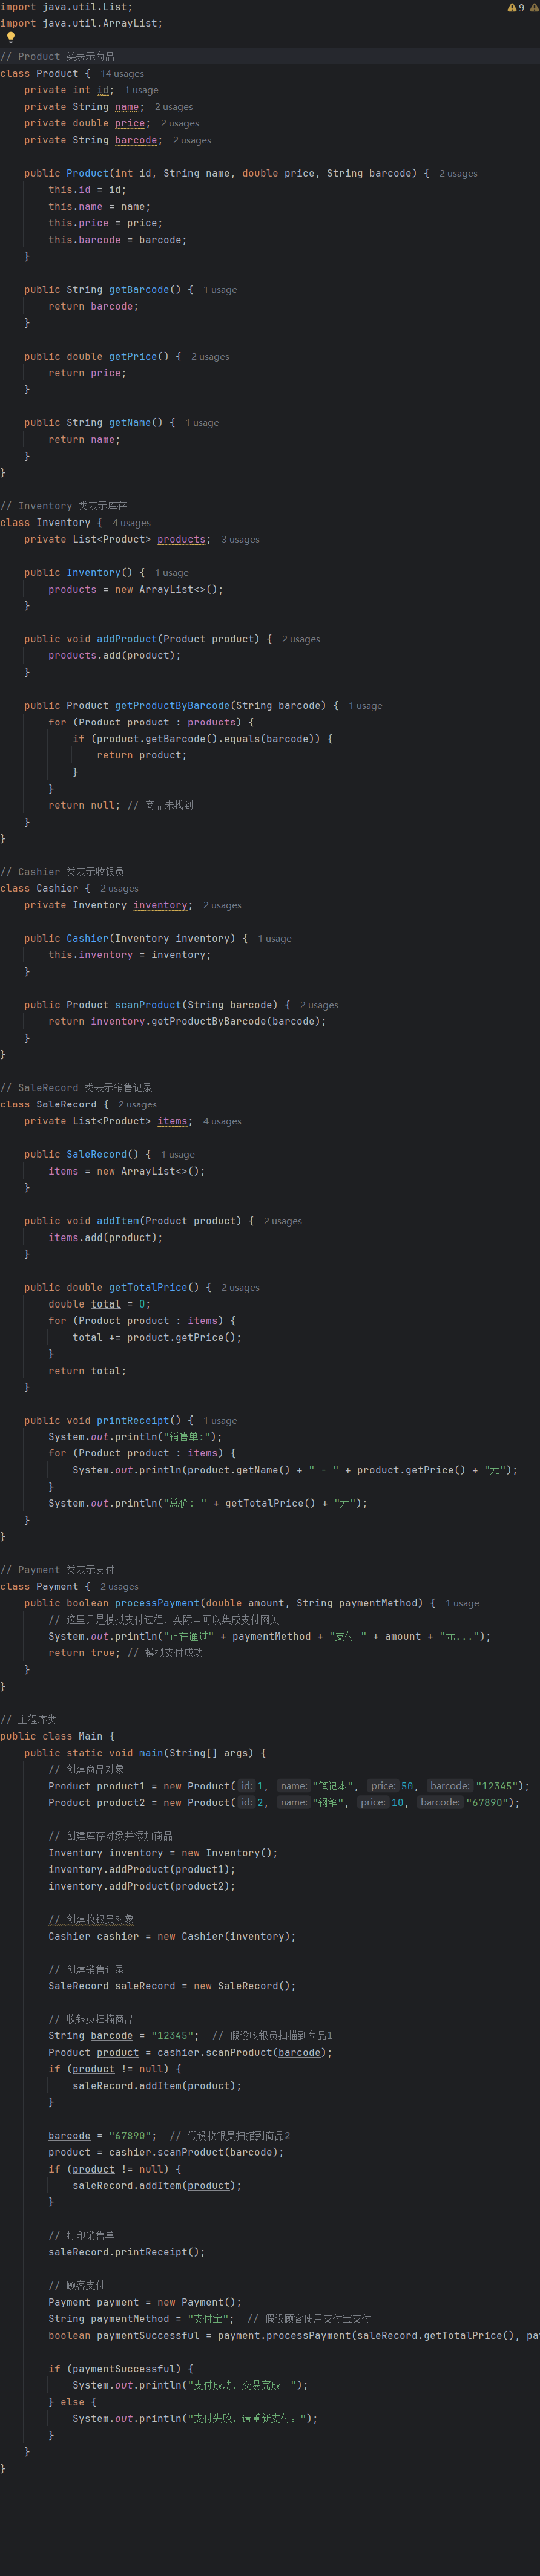 import java.util.List;
9
import java.util.ArrayList;
// Product 类表示商品
class Product { 14 usages
private int id; 1 usage
private String name; 2 usages
private double price; 2 usages
private String barcode; 2 usages
public Product(int id, String name, double price, String barcode) { 2 usages
this.id = id;
this.name = name;
this.price = price;
this.barcode = barcode;
}
public String getBarcode() { 1 usage
return barcode;
}
public double getPrice() { 2 usages
return price;
}
public String getName() { 1 usage
return name;
}
}
// Inventory 类表示库存
class Inventory { 4 usages
private List<Product> products; 3 usages
public Inventory() { 1 usage
products = new ArrayList<>();
}
public void addProduct(Product product) { 2 usages
products.add(product);
}
public Product getProductByBarcode(String barcode) { 1 usage
for (Product product : products) {
if (product.getBarcode().equals(barcode)) {
return product;
}
}
return null; // 商品未找到
}
}
// Cashier 类表示收银员
class Cashier { 2 usages
private Inventory inventory; 2 usages
public Cashier(Inventory inventory) { 1 usage
this.inventory = inventory;
}
public Product scanProduct(String barcode) { 2 usages
return inventory.getProductByBarcode(barcode);
}
}
// SaleRecord 类表示销售记录
class SaleRecord { 2 usages
private List<Product> items; 4 usages
public SaleRecord() { 1 usage
items = new ArrayList<>();
}
public void addItem(Product product) { 2 usages
items.add(product);
}
public double getTotalPrice() { 2 usages
double total = 0;
for (Product product : items) {
total += product.getPrice();
}
return total;
}
public void printReceipt() { 1 usage
System.out.println("销售单:");
for (Product product : items) {
System.out.println(product.getName() + " - " + product.getPrice() + "元");
}
System.out.println("总价: " + getTotalPrice() + "元");
}
}
// Payment 类表示支付
class Payment { 2 usages
public boolean processPayment(double amount, String paymentMethod) { 1 usage
// 这里只是模拟支付过程，实际中可以集成支付网关
System.out.println("正在通过" + paymentMethod + "支付 " + amount + "元...");
return true; // 模拟支付成功
}
}
// 主程序类
public class Main {
public static void main(String[] args) {
// 创建商品对象
Product product1 = new Product( id: 1, name: "笔记本", price: 50, barcode: "12345");
Product product2 = new Product( id: 2, name: "钢笔", price: 10, barcode: "67890");
// 创建库存对象并添加商品
Inventory inventory = new Inventory();
inventory.addProduct(product1);
inventory.addProduct(product2);
// 创建收银员对象
Cashier cashier = new Cashier(inventory);
// 创建销售记录
SaleRecord saleRecord = new SaleRecord();
// 收银员扫描商品
String barcode = "12345"; // 假设收银员扫描到商品1
Product product = cashier.scanProduct(barcode);
if (product != null) {
saleRecord.addItem(product);
}
barcode = "67890"; // 假设收银员扫描到商品2
product = cashier.scanProduct(barcode);
if (product != null) {
saleRecord.addItem(product);
}
// 打印销售单
saleRecord.printReceipt();
// 顾客支付
Payment payment = new Payment();
String paymentMethod = "支付宝"; // 假设顾客使用支付宝支付
boolean paymentSuccessful = payment.processPayment(saleRecord.getTotalPrice(), pa
if (paymentSuccessful) {
System.out.println("支付成功，交易完成！");
} else {
System.out.println("支付失败，请重新支付。");
}
}
}